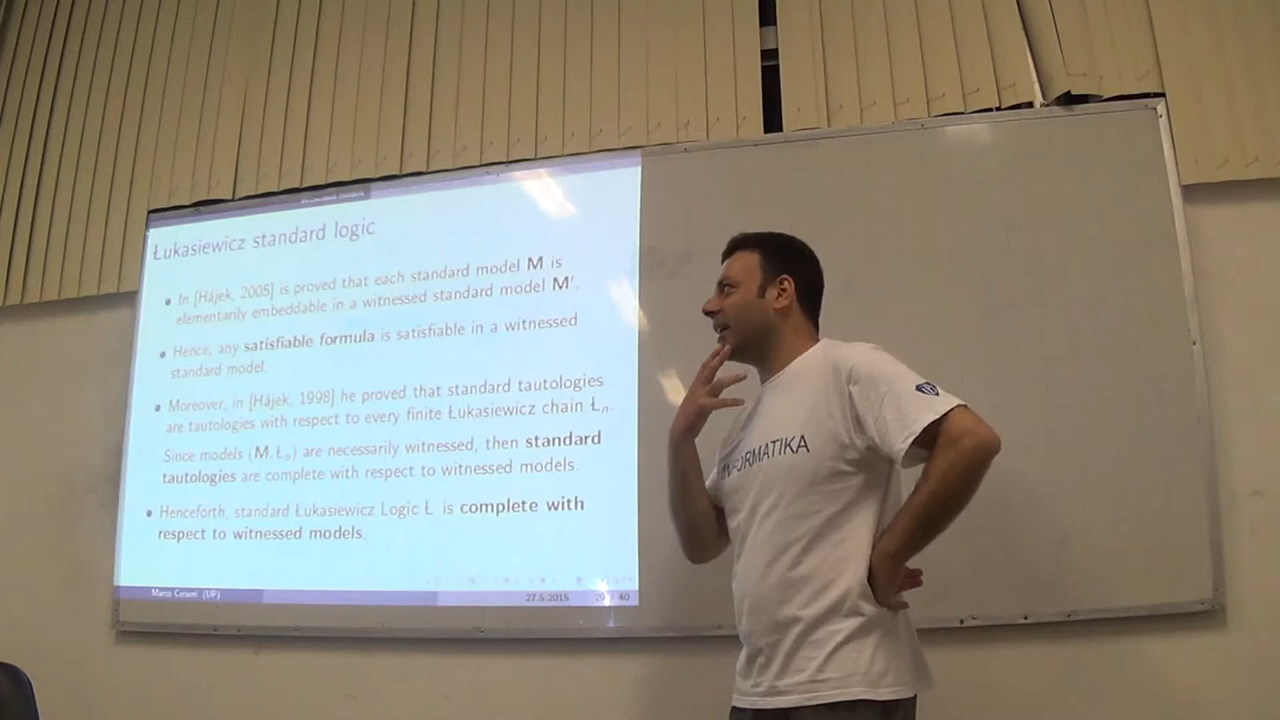 Łukasiewicz standard logic
In [Hájek, 2005] is proved that each standard model M is
elementarily embeddable in a witnessed standard model M′.
Hence, any satisfiable formula is satisfiable in a witnessed
standard model.
Moreover, in [Hájek, 1998] he proved that standard tautologies
are tautologies with respect to every finite Łukasiewicz chain Łn.
Since models (M, Łn) are necessarily witnessed, then standard
tautologies are complete with respect to witnessed models.
Henceforth, standard Łukasiewicz Logic Ł is complete with
respect to witnessed models.
Marco Cerami (UP) 27.5.2015 / 40
INFORMATIKA